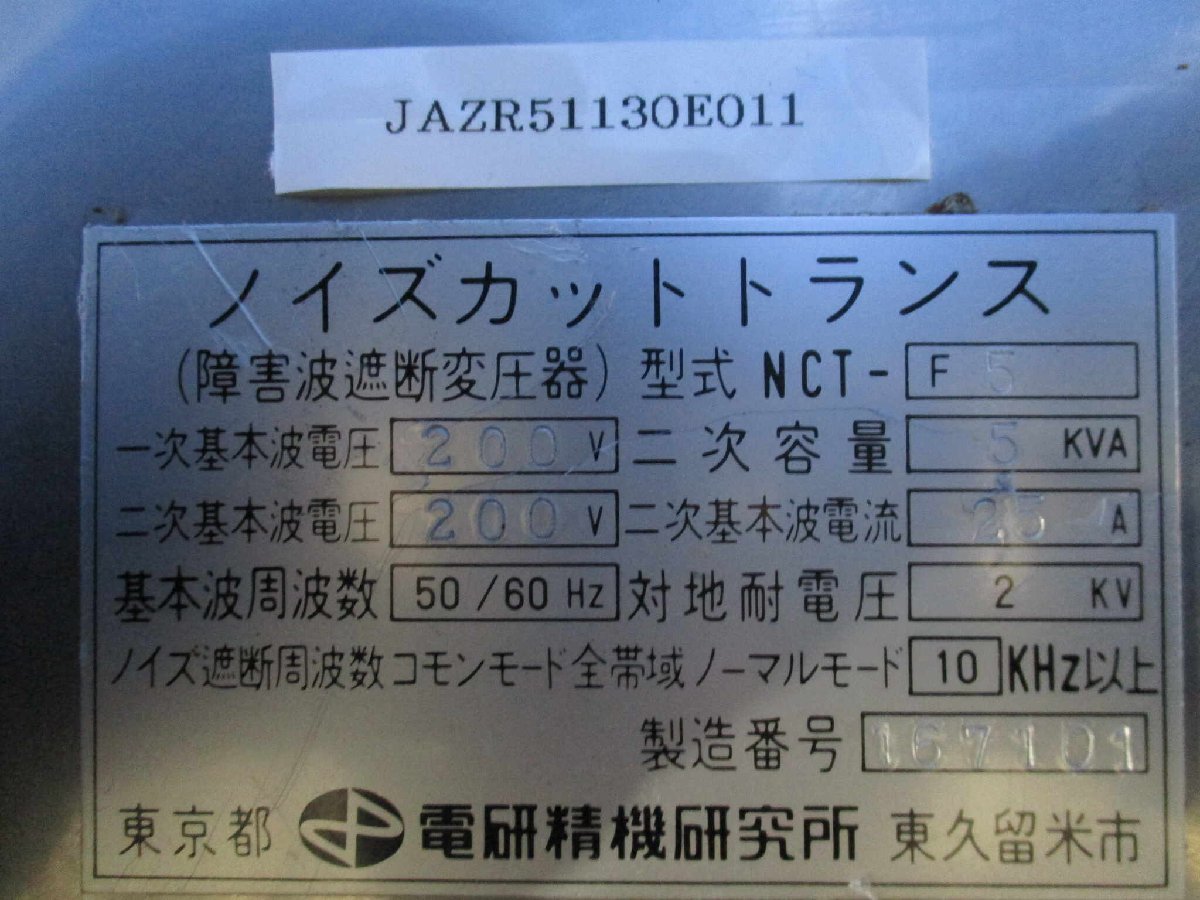 JAZR51130E011
ノイズカットトランス
(障害波遮断変圧器) 型式 NCT- F 5
一次基本波電圧 200 V 二次容量 5 KVA
二次基本波電圧 200 V 二次基本波電流 25 A
基本波周波数 50/60 Hz 対地耐電圧 2 KV
ノイズ遮断周波数 コモンモード全帯域 ノーマルモード 10 KHz以上
製造番号 167101
東京都 電研精機研究所 東久留米市